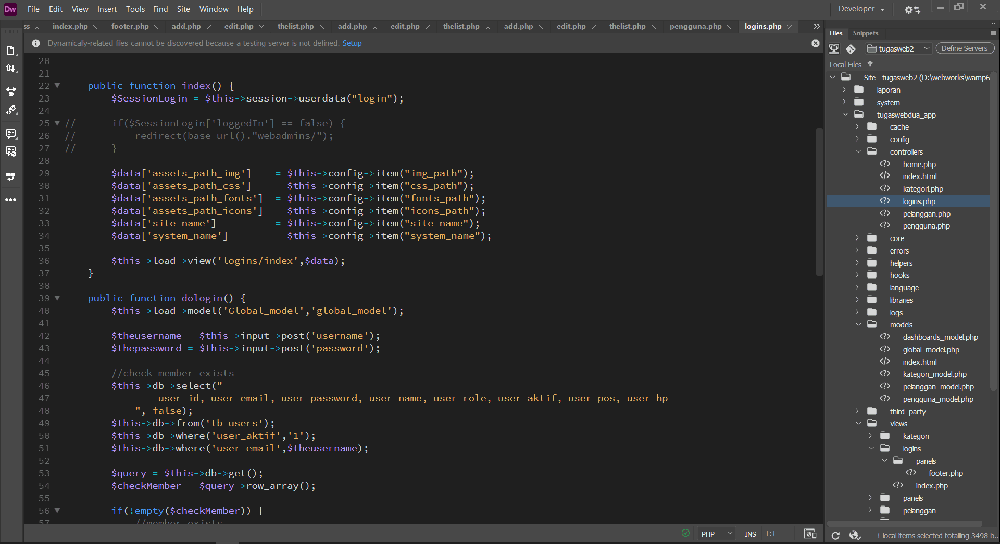 Dw File Edit View Insert Tools Find Site Window Help Developer
ss index.php footer.php add.php edit.php thelist.php add.php edit.php thelist.php add.php edit.php thelist.php pengguna.php logins.php
Dynamically-related files cannot be discovered because a testing server is not defined. Setup
20
21
22 public function index() {
23 $SessionLogin = $this->session->userdata("login");
24
25 // if($SessionLogin['loggedIn'] == false) {
26 // redirect(base_url()."webadmins/");
27 // }
28
29 $data['assets_path_img'] = $this->config->item("img_path");
30 $data['assets_path_css'] = $this->config->item("css_path");
31 $data['assets_path_fonts'] = $this->config->item("fonts_path");
32 $data['assets_path_icons'] = $this->config->item("icons_path");
33 $data['site_name'] = $this->config->item("site_name");
34 $data['system_name'] = $this->config->item("system_name");
35
36 $this->load->view('logins/index',$data);
37 }
38
39 public function dologin() {
40 $this->load->model('Global_model','global_model');
41
42 $theusername = $this->input->post('username');
43 $thepassword = $this->input->post('password');
44
45 //check member exists
46 $this->db->select("
47 user_id, user_email, user_password, user_name, user_role, user_aktif, user_pos, user_hp
48 ", false);
49 $this->db->from('tb_users');
50 $this->db->where('user_aktif','1');
51 $this->db->where('user_email',$theusername);
52
53 $query = $this->db->get();
54 $checkMember = $query->row_array();
55
56 if(!empty($checkMember)) {
57 //member exists
PHP INS 1:1
Files Snippets
tugasweb2 Define Servers
Local Files
Site - tugasweb2 (D:\webworks\wamp6
laporan
system
tugaswebdua_app
cache
config
controllers
home.php
index.html
kategori.php
logins.php
pelanggan.php
pengguna.php
core
errors
helpers
hooks
language
libraries
logs
models
dashboards_model.php
global_model.php
index.html
kategori_model.php
pelanggan_model.php
pengguna_model.php
third_party
views
kategori
logins
panels
footer.php
index.php
panels
pelanggan
1 local items selected totalling 3498 b..